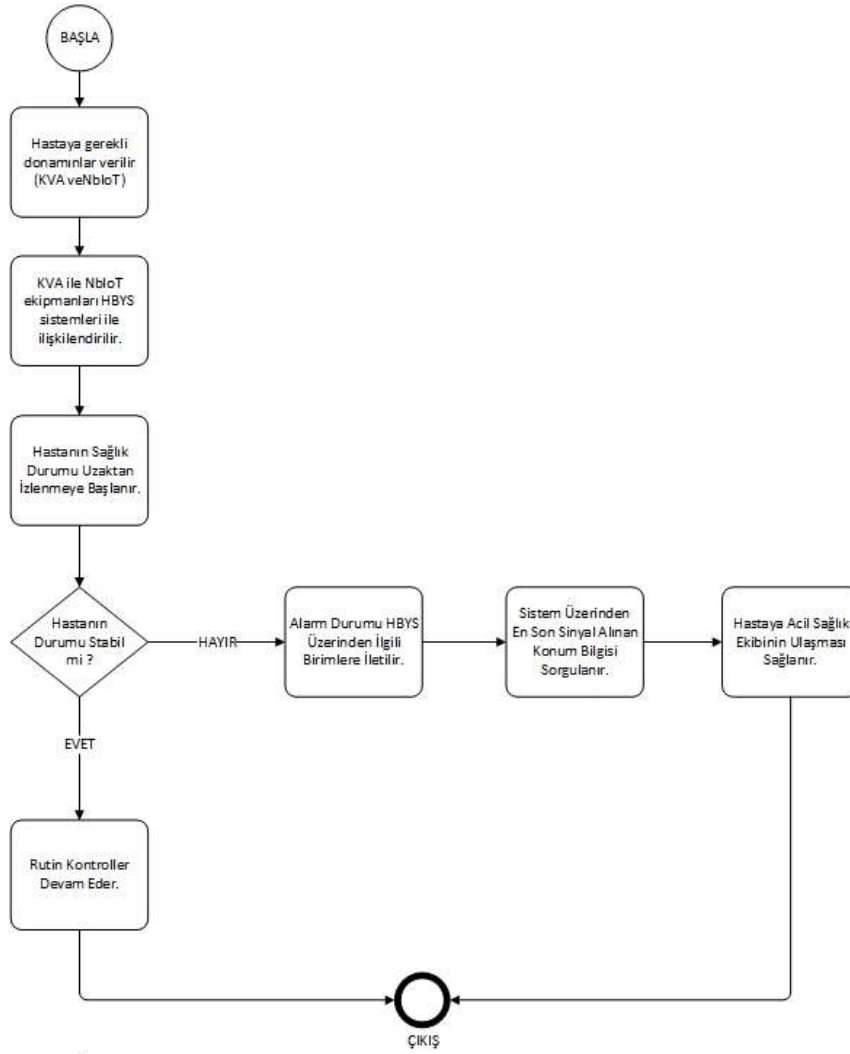 BAŞLA
Hastaya gerekli
donamınlar verilir
(KVA veNbIoT)
KVA ile NbIoT
ekipmanları HBYS
sistemleri ile
ilişkilendirilir.
Hastanın Sağlık
Durumu Uzaktan
İzlenmeye Başlanır.
Hastanın
Durumu Stabil
mi ?
HAYIR
Alarm Durumu HBYS
Üzerinden İlgili
Birimlere İletilir.
Sistem Üzerinden
En Son Sinyal Alınan
Konum Bilgisi
Sorgulanır.
Hastaya Acil Sağlık
Ekibinin Ulaşması
Sağlanır.
EVET
Rutin Kontroller
Devam Eder.
ÇIKIŞ